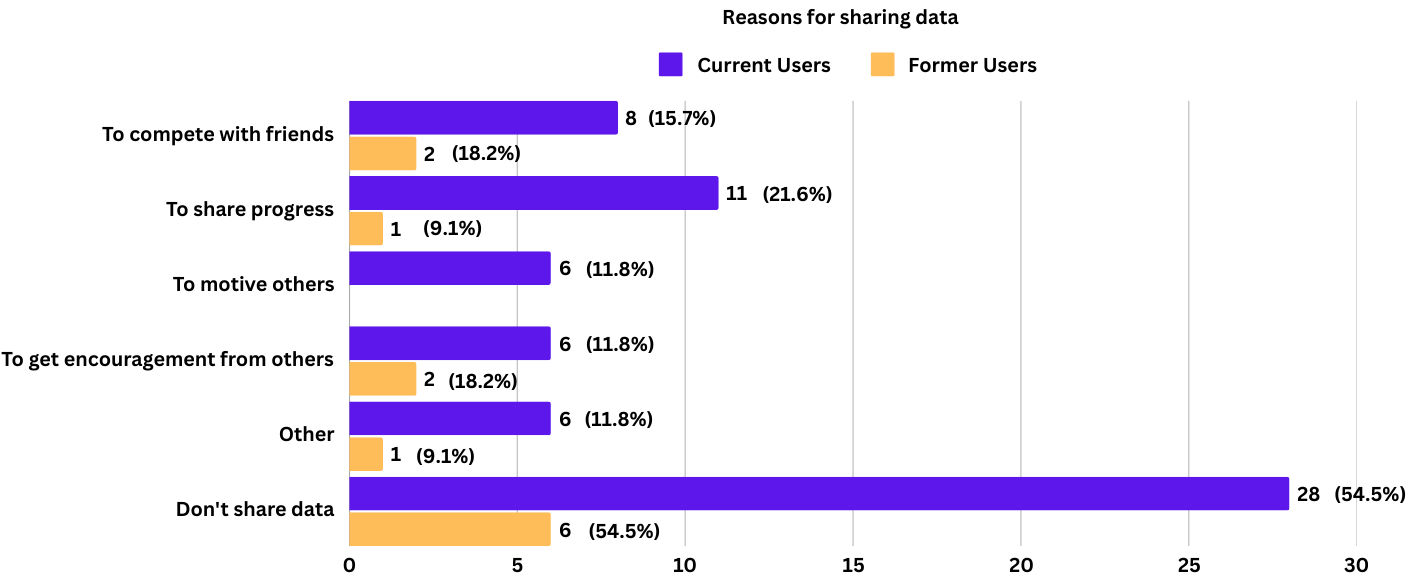 Reasons for sharing data
Current Users Former Users
To compete with friends
8 (15.7%)
2 (18.2%)
To share progress
11 (21.6%)
1 (9.1%)
To motive others
6 (11.8%)
To get encouragement from others
6 (11.8%)
2 (18.2%)
Other
6 (11.8%)
1 (9.1%)
Don't share data
28 (54.5%)
6 (54.5%)
0 5 10 15 20 25 30